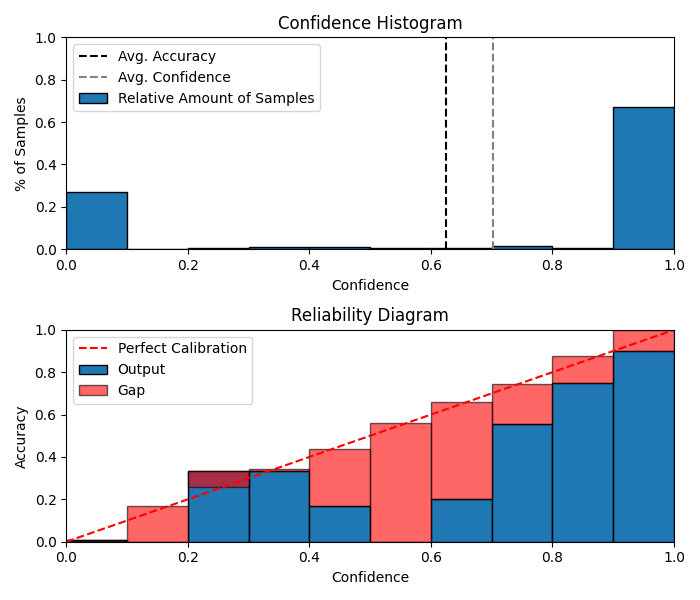 Confidence Histogram
1.0
0.8
0.6
0.4
0.2
0.0
% of Samples
Avg. Accuracy
Avg. Confidence
Relative Amount of Samples
0.0 0.2 0.4 0.6 0.8 1.0
Confidence
Reliability Diagram
1.0
0.8
0.6
0.4
0.2
0.0
Accuracy
Perfect Calibration
Output
Gap
0.0 0.2 0.4 0.6 0.8 1.0
Confidence